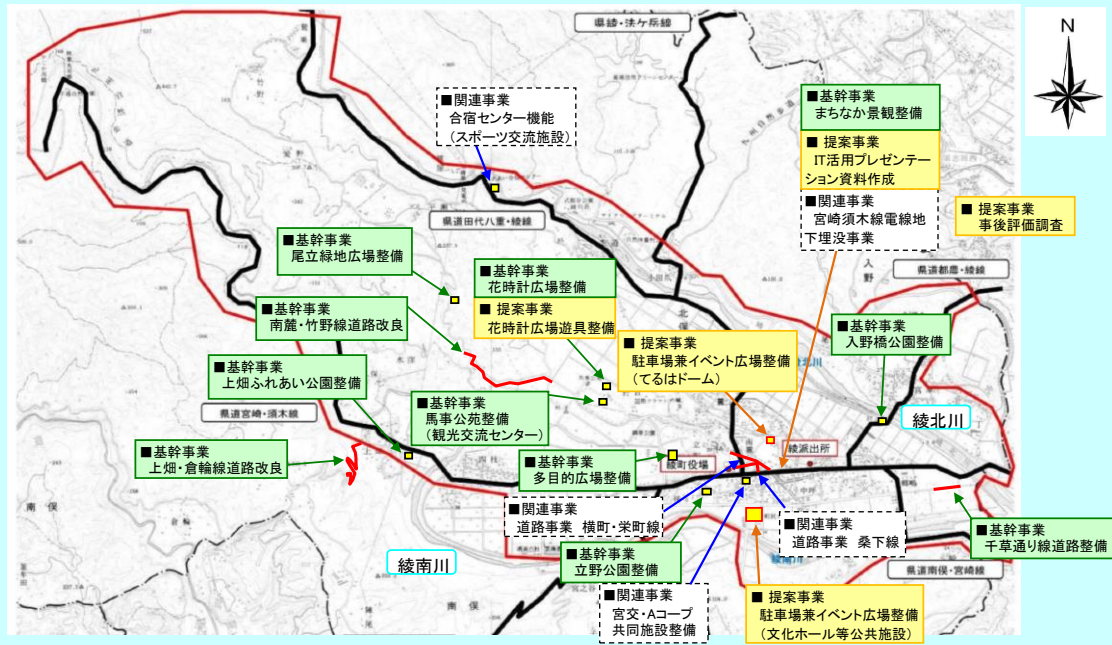 県道綾・法ケ岳線
N
■関連事業
合宿センター機能
（スポーツ交流施設）
■基幹事業
まちなか景観整備
■ 提案事業
IT活用プレゼンテー
ション資料作成
■関連事業
宮崎須木線電線地
下埋没事業
■ 提案事業
事後評価調査
県道田代八重・綾線
入野
県道都農・綾線
■基幹事業
尾立緑地広場整備
■基幹事業
花時計広場整備
■ 提案事業
花時計広場遊具整備
■基幹事業
南麓・竹野線道路改良
■ 提案事業
駐車場兼イベント広場整備
（てるはドーム）
■基幹事業
入野橋公園整備
■基幹事業
上畑ふれあい公園整備
■基幹事業
馬事公苑整備
（観光交流センター）
県道宮崎・須木線
綾北川
■基幹事業
上畑・倉輪線道路改良
■基幹事業
多目的広場整備
綾町役場
綾派出所
■関連事業
道路事業 横町・栄町線
■関連事業
道路事業 桑下線
■基幹事業
千草通り線道路整備
綾南川
■基幹事業
立野公園整備
綾南川
県道南俣・宮崎線
■関連事業
宮交・Aコープ
共同施設整備
■ 提案事業
駐車場兼イベント広場整備
（文化ホール等公共施設）
南俣
南俣